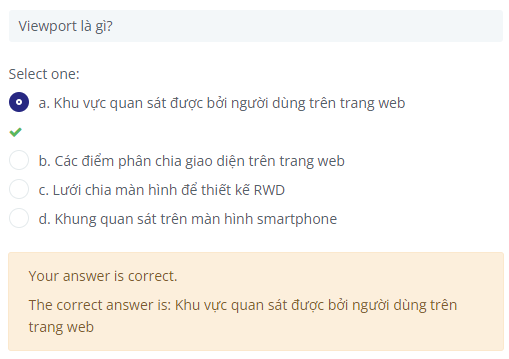 Viewport là gì?
Select one:
a. Khu vực quan sát được bởi người dùng trên trang web
b. Các điểm phân chia giao diện trên trang web
c. Lưới chia màn hình để thiết kế RWD
d. Khung quan sát trên màn hình smartphone
Your answer is correct.
The correct answer is: Khu vực quan sát được bởi người dùng trên
trang web